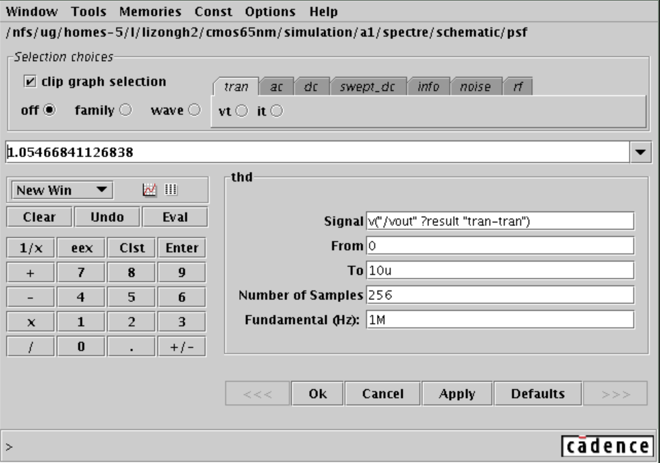 Window Tools Memories Const Options Help
/nfs/ug/homes-5/l/lizongh2/cmos65nm/simulation/a1/spectre/schematic/psf
Selection choices
clip graph selection
off family wave
tran ac dc swept_dc info noise rf
vt it
1.05466841126838
New Win
Clear Undo Eval
1/x eex Clst Enter
+ 7 8 9
- 4 5 6
x 1 2 3
/ 0 . +/-
thd
Signal v("/vout" ?result "tran-tran")
From 0
To 10u
Number of Samples 256
Fundamental (Hz): 1M
<<< Ok Cancel Apply Defaults >>>
>
cādence